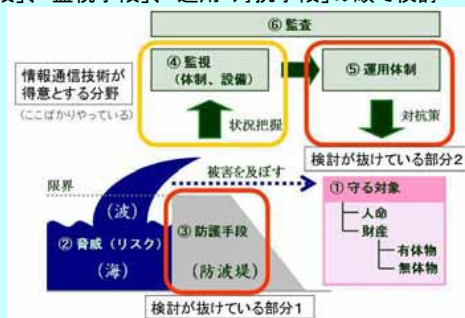 ⑥ 監査
情報通信技術が
得意とする分野
(ここばかりやっている)
④ 監視
(体制、設備)
⑤ 運用体制
状況把握
対抗策
検討が抜けている部分2
限界
被害を及ぼす
(波)
② 脅威(リスク)
(海)
③ 防護手段
(防波堤)
① 守る対象
人命
財産
有体物
無体物
検討が抜けている部分1